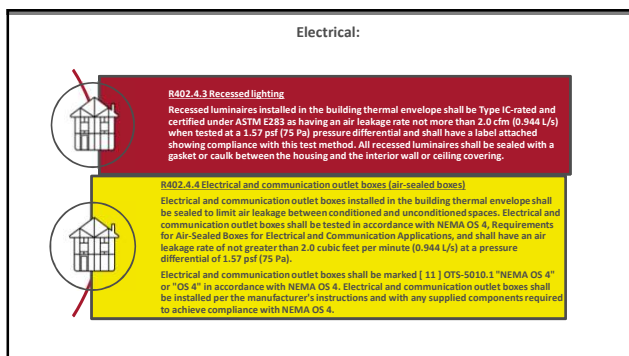 Electrical:
R402.4.3 Recessed lighting
Recessed luminaires installed in the building thermal envelope shall be Type IC-rated and
certified under ASTM E283 as having an air leakage rate not more than 2.0 cfm (0.944 L/s)
when tested at a 1.57 psf (75 Pa) pressure differential and shall have a label attached
showing compliance with this test method. All recessed luminaires shall be sealed with a
gasket or caulk between the housing and the interior wall or ceiling covering.
R402.4.4 Electrical and communication outlet boxes (air-sealed boxes)
Electrical and communication outlet boxes installed in the building thermal envelope shall
be sealed to limit air leakage between conditioned and unconditioned spaces. Electrical and
communication outlet boxes shall be tested in accordance with NEMA OS 4, Requirements
for Air-Sealed Boxes for Electrical and Communication Applications, and shall have an air
leakage rate of not greater than 2.0 cubic feet per minute (0.944 L/s) at a pressure
differential of 1.57 psf (75 Pa).
Electrical and communication outlet boxes shall be marked [ 11 ] OTS-5010.1 "NEMA OS 4"
or "OS 4" in accordance with NEMA OS 4. Electrical and communication outlet boxes shall
be installed per the manufacturer's instructions and with any supplied components required
to achieve compliance with NEMA OS 4.